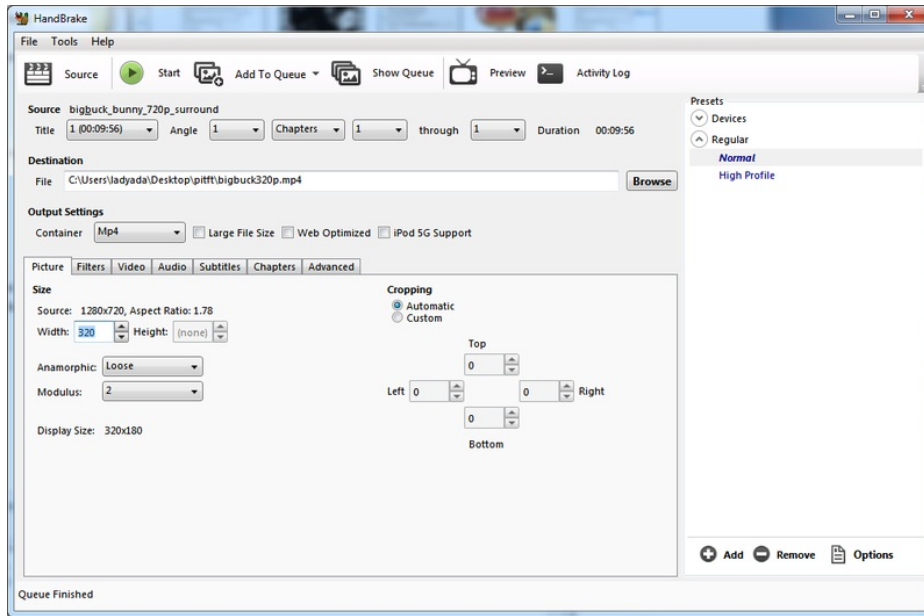 HandBrake
File Tools Help
Source Start Add To Queue Show Queue Preview Activity Log
Source bigbuck_bunny_720p_surround
Title 1 (00:09:56) Angle 1 Chapters 1 through 1 Duration 00:09:56
Destination
File C:\Users\ladyada\Desktop\pitft\bigbuck320p.mp4 Browse
Output Settings
Container Mp4 Large File Size Web Optimized iPod 5G Support
Picture Filters Video Audio Subtitles Chapters Advanced
Size
Source: 1280x720, Aspect Ratio: 1.78
Width: 320 Height: (none)
Anamorphic: Loose
Modulus: 2
Display Size: 320x180
Cropping
Automatic
Custom
Top
0
Left 0 0 Right
0
Bottom
Presets
Devices
Regular
Normal
High Profile
Add Remove Options
Queue Finished